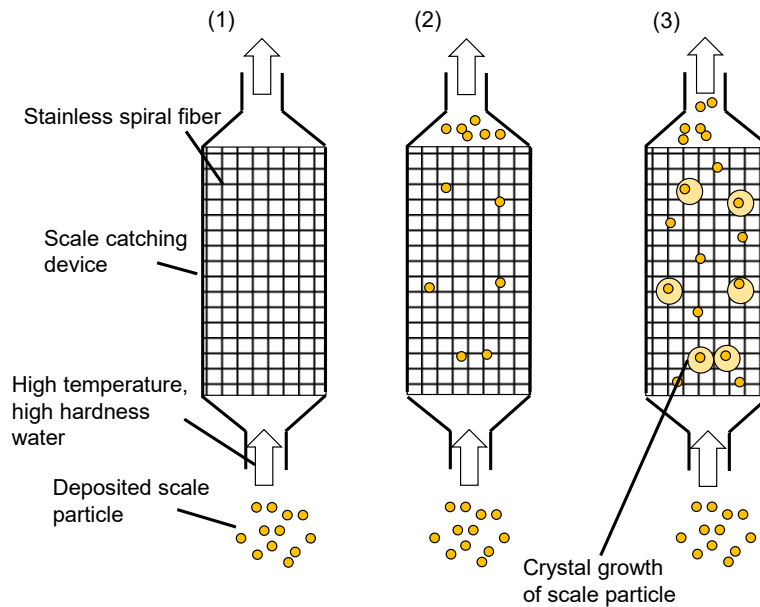 (1)
(2)
(3)
Stainless spiral fiber
Scale catching
device
High temperature,
high hardness
water
Deposited scale
particle
Crystal growth
of scale particle